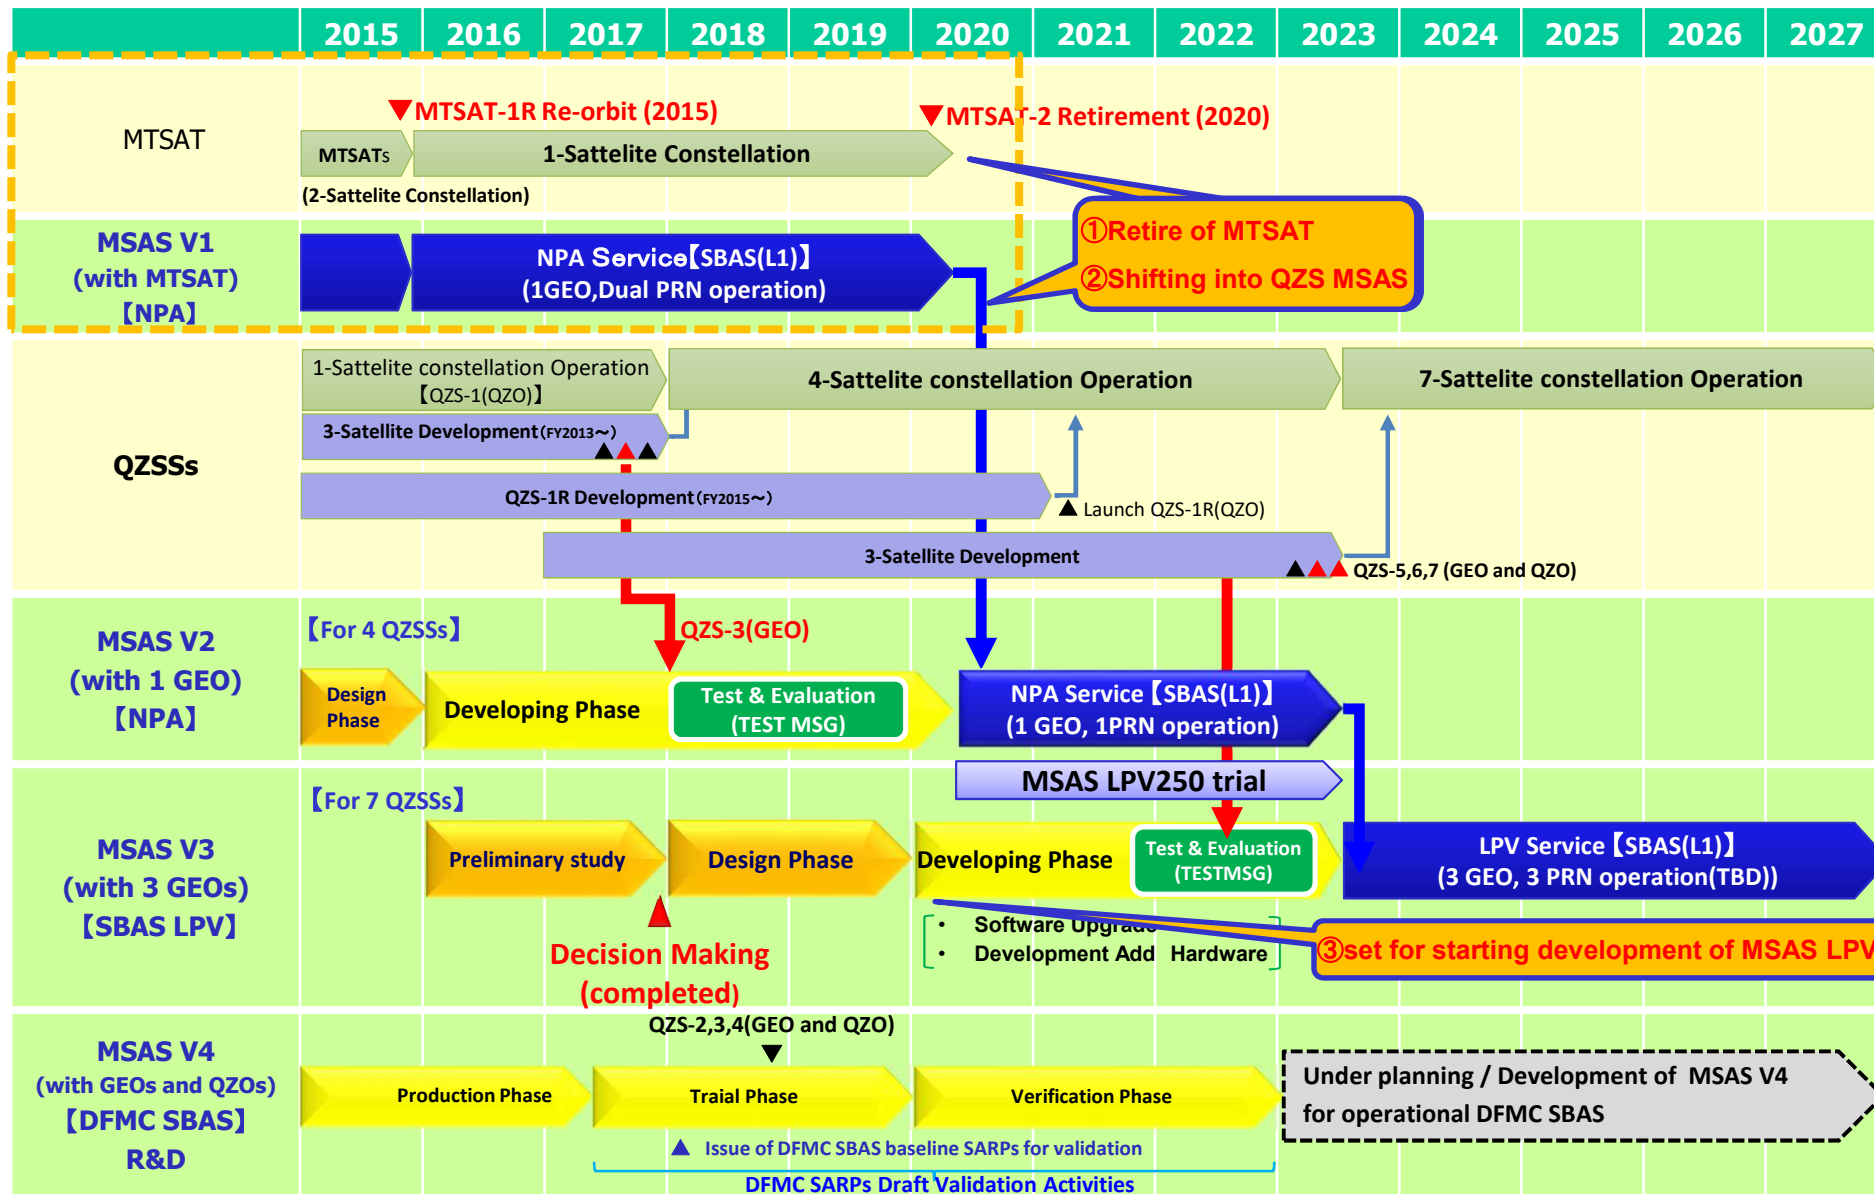 2015 2016 2017 2018 2019 2020 2021 2022 2023 2024 2025 2026 2027
MTSAT
MTSAT-1R Re-orbit (2015)
MTSAT-2 Retirement (2020)
MTSATs
1-Sattelite Constellation
(2-Sattelite Constellation)
①Retire of MTSAT
②Shifting into QZS MSAS
MSAS V1
(with MTSAT)
【NPA】
NPA Service【SBAS(L1)】
(1GEO,Dual PRN operation)
QZSSs
1-Sattelite constellation Operation
【QZS-1(QZO)】
4-Sattelite constellation Operation
7-Sattelite constellation Operation
3-Satellite Development(FY2013～)
QZS-1R Development(FY2015～)
▲ Launch QZS-1R(QZO)
3-Satellite Development
QZS-5,6,7 (GEO and QZO)
MSAS V2
(with 1 GEO)
【NPA】
【For 4 QZSSs】
QZS-3(GEO)
Design
Phase
Developing Phase
Test & Evaluation
(TEST MSG)
NPA Service【SBAS(L1)】
(1 GEO, 1PRN operation)
MSAS LPV250 trial
MSAS V3
(with 3 GEOs)
【SBAS LPV】
【For 7 QZSSs】
Preliminary study
Design Phase
Developing Phase
Test & Evaluation
(TESTMSG)
LPV Service【SBAS(L1)】
(3 GEO, 3 PRN operation(TBD))
Decision Making
(completed)
• Software Upgrade
• Development Add Hardware
③set for starting development of MSAS LPV
MSAS V4
(with GEOs and QZOs)
【DFMC SBAS】
R&D
QZS-2,3,4(GEO and QZO)
Production Phase
Traial Phase
Verification Phase
Under planning / Development of MSAS V4
for operational DFMC SBAS
▲ Issue of DFMC SBAS baseline SARPs for validation
DFMC SARPs Draft Validation Activities